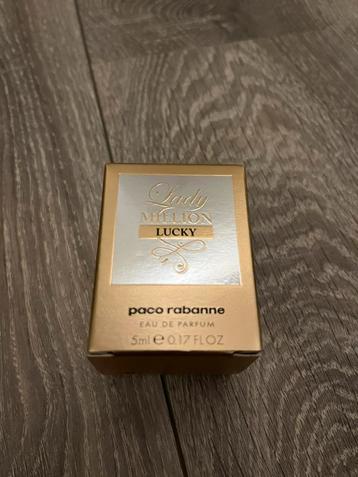 Lady
MILLION
LUCKY
paco rabanne
EAU DE PARFUM
5ml ℮ 0.17 FL OZ